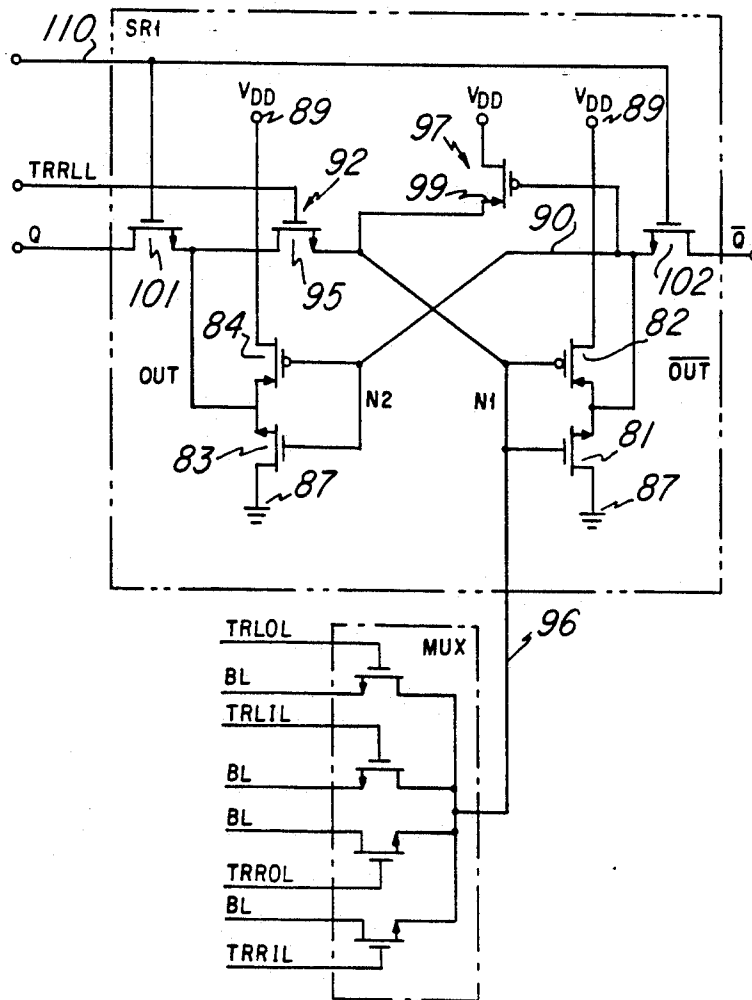 110
SR1
VDD
89
VDD
VDD
89
97
TRRLL
92
99
90
Q
Q̅
101
95
102
84
82
OUT
O̅U̅T̅
N2
N1
83
81
87
87
TRLOL
MUX
96
BL
TRLIL
BL
BL
TRROL
BL
TRRIL